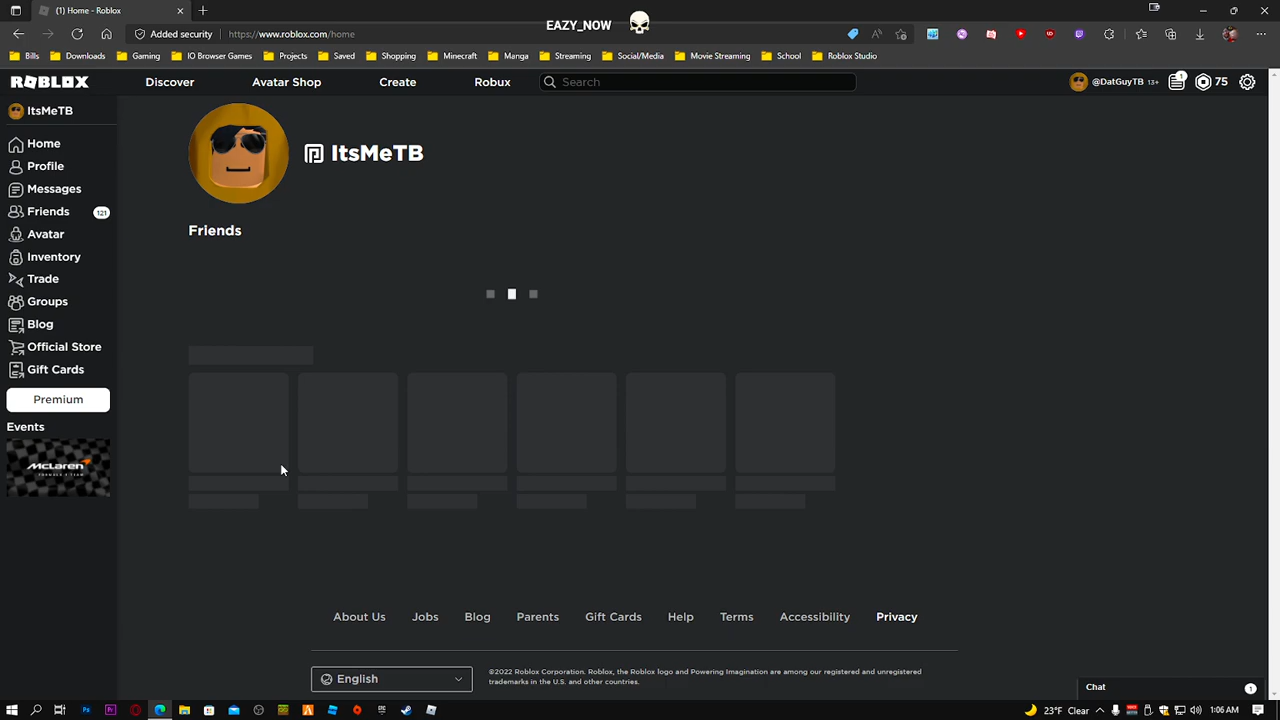 (1) Home - Roblox
EAZY_NOW
Added security
https://www.roblox.com/home
Bills
Downloads
Gaming
IO Browser Games
Projects
Saved
Shopping
Minecraft
Manga
Streaming
Social/Media
Movie Streaming
School
Roblox Studio
ROBLOX
Discover
Avatar Shop
Create
Robux
Search
@DatGuyTB 13+
1
75
ItsMeTB
Home
Profile
Messages
Friends
121
Avatar
Inventory
Trade
Groups
Blog
Official Store
Gift Cards
Premium
Events
McLaren
FORMULA 1 TEAM
ItsMeTB
Friends
About Us
Jobs
Blog
Parents
Gift Cards
Help
Terms
Accessibility
Privacy
English
©2022 Roblox Corporation. Roblox, the Roblox logo and Powering Imagination are among our registered and unregistered
trademarks in the U.S. and other countries.
Chat
1
23°F Clear
1:06 AM